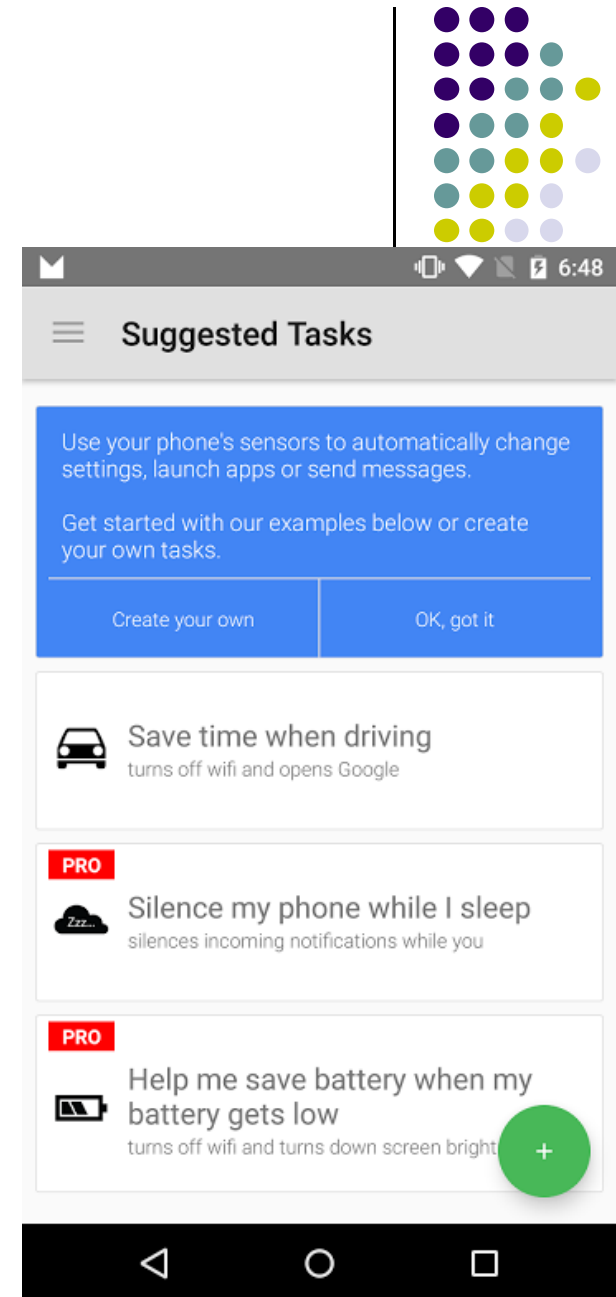 6:48
Suggested Tasks
Use your phone's sensors to automatically change
settings, launch apps or send messages.
Get started with our examples below or create
your own tasks.
Create your own
OK, got it
Save time when driving
turns off wifi and opens Google
PRO
Zzz...
Silence my phone while I sleep
silences incoming notifications while you
PRO
Help me save battery when my
battery gets low
turns off wifi and turns down screen bright
+